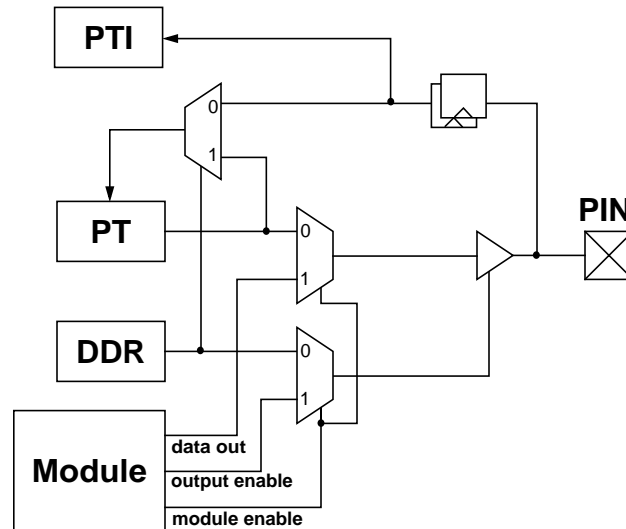 PTI
0
1
PT
0
PIN
1
DDR
0
1
data out
Module
output enable
module enable